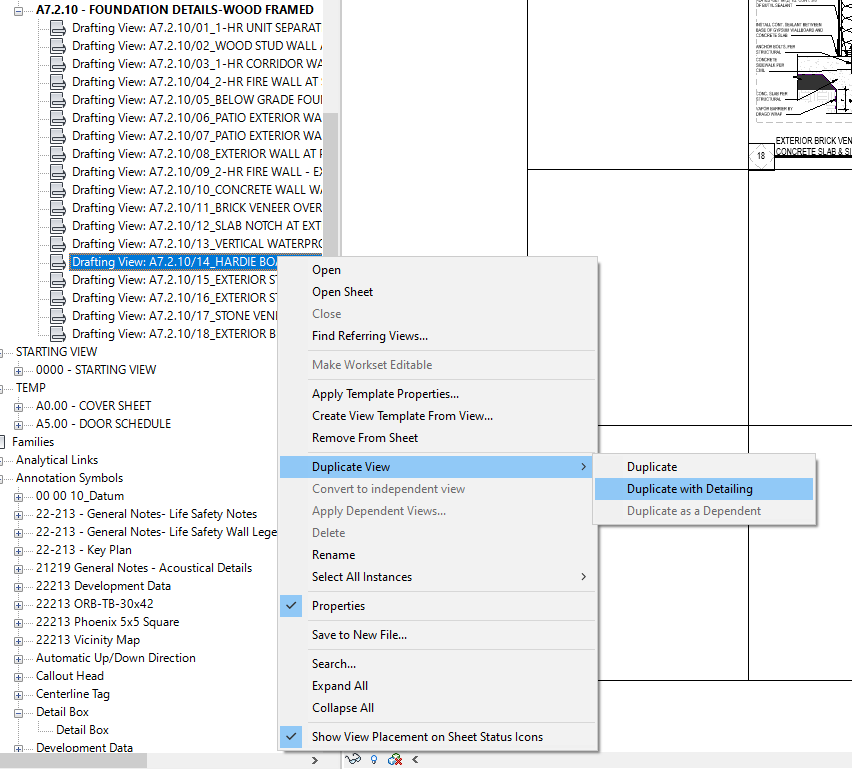 A7.2.10 - FOUNDATION DETAILS-WOOD FRAMED
Drafting View: A7.2.10/01_1-HR UNIT SEPARAT
Drafting View: A7.2.10/02_WOOD STUD WALL
Drafting View: A7.2.10/03_1-HR CORRIDOR WA
Drafting View: A7.2.10/04_2-HR FIRE WALL AT
Drafting View: A7.2.10/05_BELOW GRADE FOU
Drafting View: A7.2.10/06_PATIO EXTERIOR WA
Drafting View: A7.2.10/07_PATIO EXTERIOR WA
Drafting View: A7.2.10/08_EXTERIOR WALL AT
Drafting View: A7.2.10/09_2-HR FIRE WALL - EX
Drafting View: A7.2.10/10_CONCRETE WALL W
Drafting View: A7.2.10/11_BRICK VENEER OVER
Drafting View: A7.2.10/12_SLAB NOTCH AT EXT
Drafting View: A7.2.10/13_VERTICAL WATERPRO
Drafting View: A7.2.10/14_HARDIE BO
Drafting View: A7.2.10/15_EXTERIOR S
Drafting View: A7.2.10/16_EXTERIOR S
Drafting View: A7.2.10/17_STONE VEN
Drafting View: A7.2.10/18_EXTERIOR B
STARTING VIEW
0000 - STARTING VIEW
TEMP
A0.00 - COVER SHEET
A5.00 - DOOR SCHEDULE
Families
Analytical Links
Annotation Symbols
00 00 10_Datum
22-213 - General Notes- Life Safety Notes
22-213 - General Notes- Life Safety Wall Lege
22-213 - Key Plan
21219 General Notes - Acoustical Details
22213 Development Data
22213 ORB-TB-30x42
22213 Phoenix 5x5 Square
22213 Vicinity Map
Automatic Up/Down Direction
Callout Head
Centerline Tag
Detail Box
Detail Box
Development Data
Open
Open Sheet
Close
Find Referring Views...
Make Workset Editable
Apply Template Properties...
Create View Template From View...
Remove From Sheet
Duplicate View
Convert to independent view
Apply Dependent Views...
Delete
Rename
Select All Instances
Properties
Save to New File...
Search...
Expand All
Collapse All
Show View Placement on Sheet Status Icons
Duplicate
Duplicate with Detailing
Duplicate as a Dependent
OF BUTYL SEALANT
INSTALL CONT. SEALANT BETWEEN
BASE OF GYPSUM WALLBOARD AND
CONCRETE SLAB
ANCHOR BOLTS, PER
STRUCTURAL
CONCRETE
SIDEWALK PER
CIVIL
CONC. SLAB PER
STRUCTURAL
VAPOR BARRIER BY
DRAGO WRAP
18
EXTERIOR BRICK VEN
CONCRETE SLAB & S